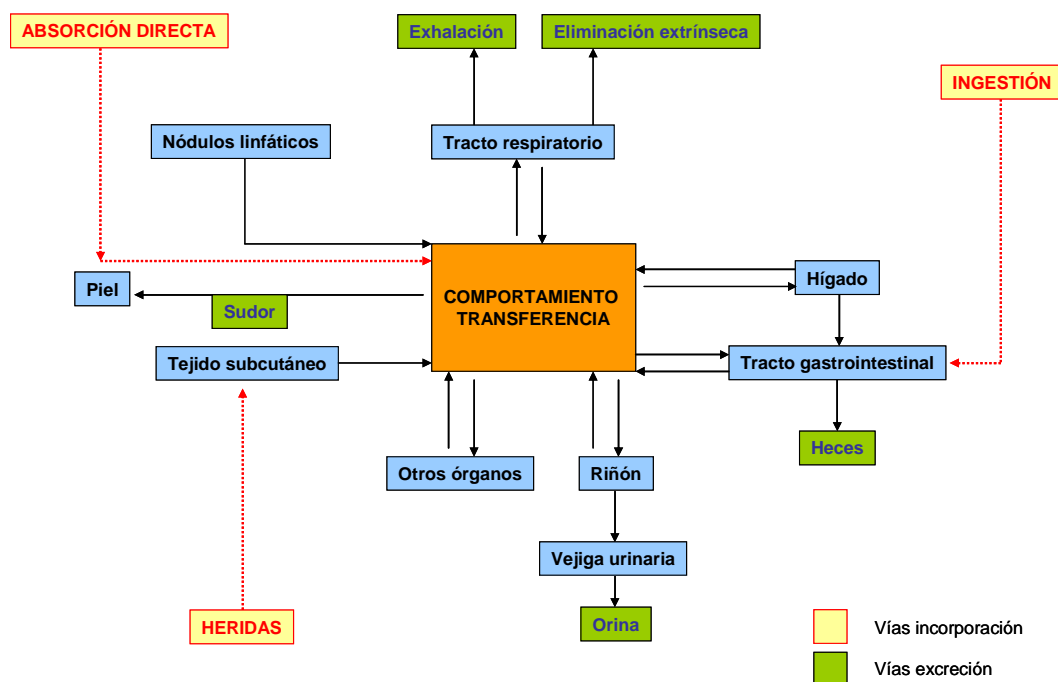 ABSORCIÓN DIRECTA
Exhalación
Eliminación extrínseca
INGESTIÓN
Nódulos linfáticos
Tracto respiratorio
Piel
Sudor
COMPORTAMIENTO
TRANSFERENCIA
Hígado
Tejido subcutáneo
Tracto gastrointestinal
Heces
Otros órganos
Riñón
Vejiga urinaria
HERIDAS
Orina
Vías incorporación
Vías excreción